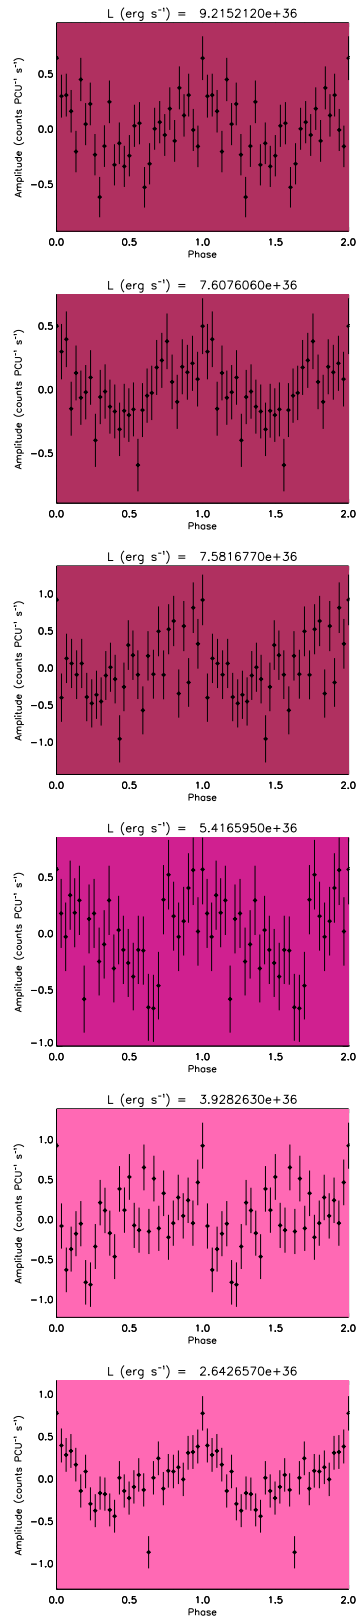 L (erg s⁻¹) = 9.2152120e+36
0.5
0.0
−0.5
Amplitude (counts PCU⁻¹ s⁻¹)
0.0 0.5 1.0 1.5 2.0
Phase
L (erg s⁻¹) = 7.6076060e+36
0.5
0.0
−0.5
Amplitude (counts PCU⁻¹ s⁻¹)
0.0 0.5 1.0 1.5 2.0
Phase
L (erg s⁻¹) = 7.5816770e+36
1.0
0.5
0.0
−0.5
−1.0
Amplitude (counts PCU⁻¹ s⁻¹)
0.0 0.5 1.0 1.5 2.0
Phase
L (erg s⁻¹) = 5.4165950e+36
0.5
0.0
−0.5
−1.0
Amplitude (counts PCU⁻¹ s⁻¹)
0.0 0.5 1.0 1.5 2.0
Phase
L (erg s⁻¹) = 3.9282630e+36
1.0
0.5
0.0
−0.5
−1.0
Amplitude (counts PCU⁻¹ s⁻¹)
0.0 0.5 1.0 1.5 2.0
Phase
L (erg s⁻¹) = 2.6426570e+36
1.0
0.5
0.0
−0.5
−1.0
Amplitude (counts PCU⁻¹ s⁻¹)
0.0 0.5 1.0 1.5 2.0
Phase